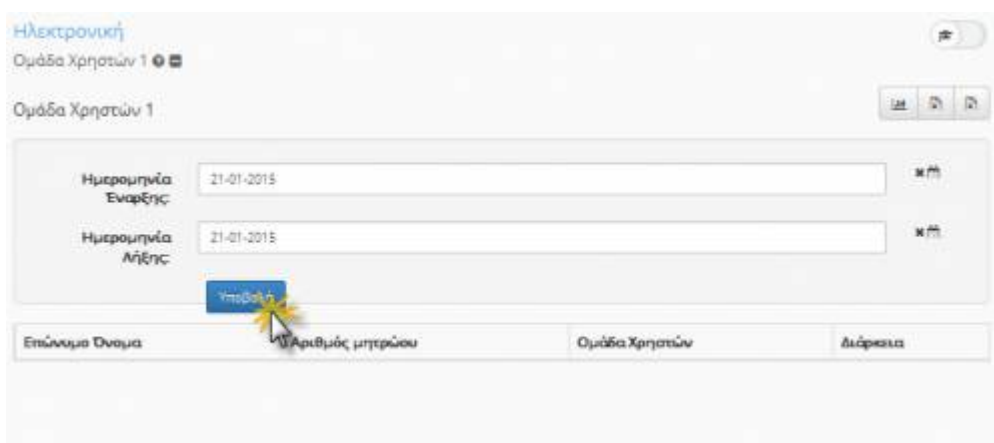 Ηλεκτρονική
Ομάδα Χρηστών 1
Ομάδα Χρηστών 1
Ημερομηνία Έναρξης: 21-01-2015
Ημερομηνία Λήξης: 21-01-2015
Υποβολή
Επώνυμο Όνομα Αριθμός μητρώου Ομάδα Χρηστών Διάρκεια